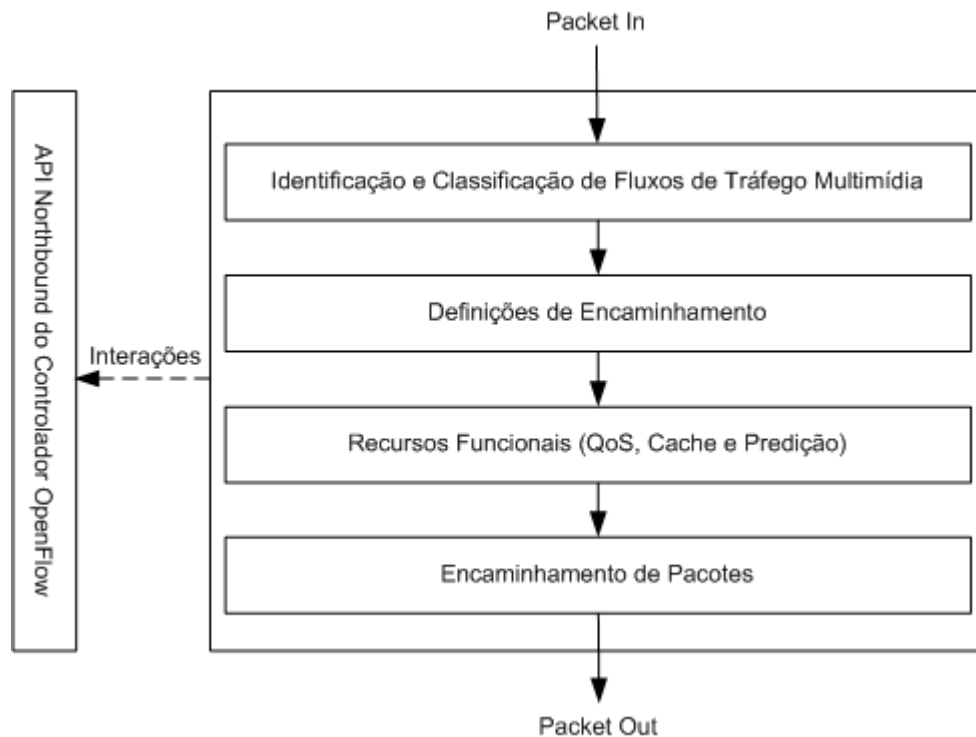 Packet In
API Northbound do Controlador OpenFlow
Identificação e Classificação de Fluxos de Tráfego Multimídia
Definições de Encaminhamento
Interações
Recursos Funcionais (QoS, Cache e Predição)
Encaminhamento de Pacotes
Packet Out